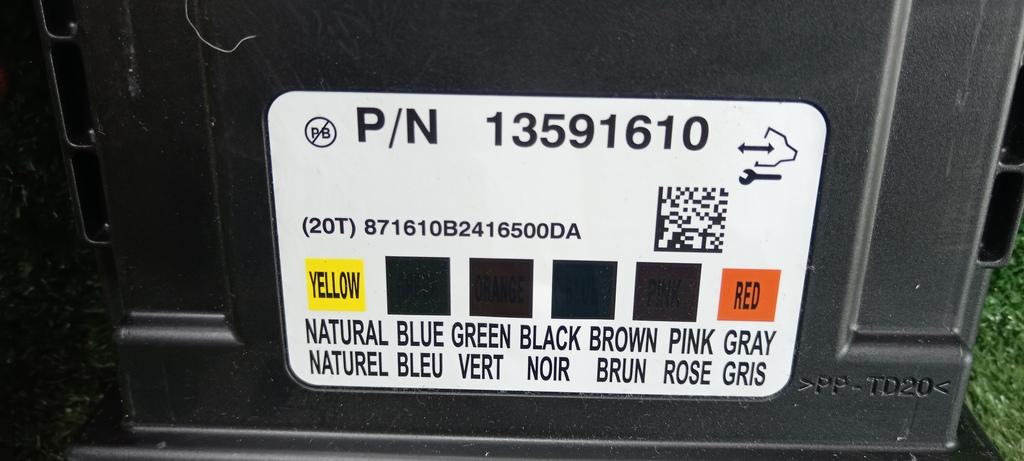 PB P/N 13591610
(20T) 871610B2416500DA
YELLOW ORANGE PINK RED
NATURAL BLUE GREEN BLACK BROWN PINK GRAY
NATUREL BLEU VERT NOIR BRUN ROSE GRIS
>PP-TD20<